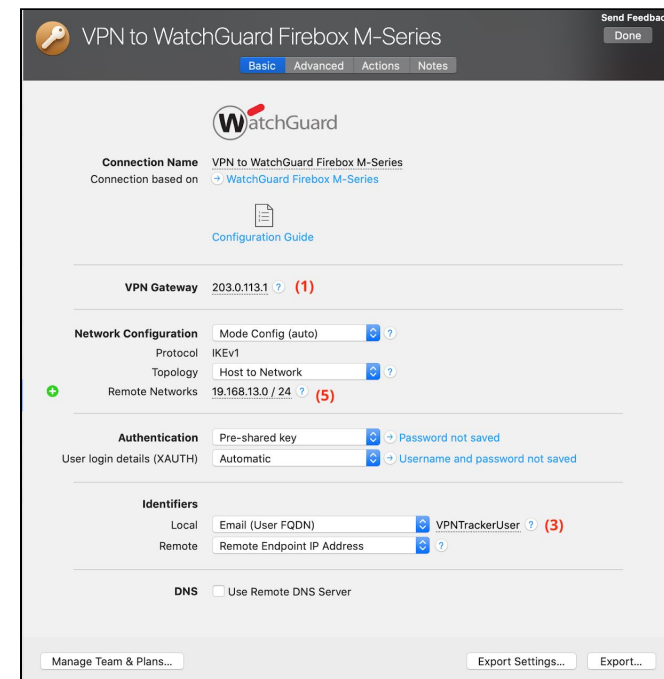 Send Feedbac
VPN to WatchGuard Firebox M-Series
Done
Basic Advanced Actions Notes
WatchGuard
Connection Name VPN to WatchGuard Firebox M-Series
Connection based on WatchGuard Firebox M-Series
Configuration Guide
VPN Gateway 203.0.113.1 ? (1)
Network Configuration Mode Config (auto) ?
Protocol IKEv1
Topology Host to Network ?
Remote Networks 19.168.13.0 / 24 ? (5)
Authentication Pre-shared key Password not saved
User login details (XAUTH) Automatic Username and password not saved
Identifiers
Local Email (User FQDN) VPNTrackerUser ? (3)
Remote Remote Endpoint IP Address ?
DNS Use Remote DNS Server
Manage Team & Plans... Export Settings... Export...